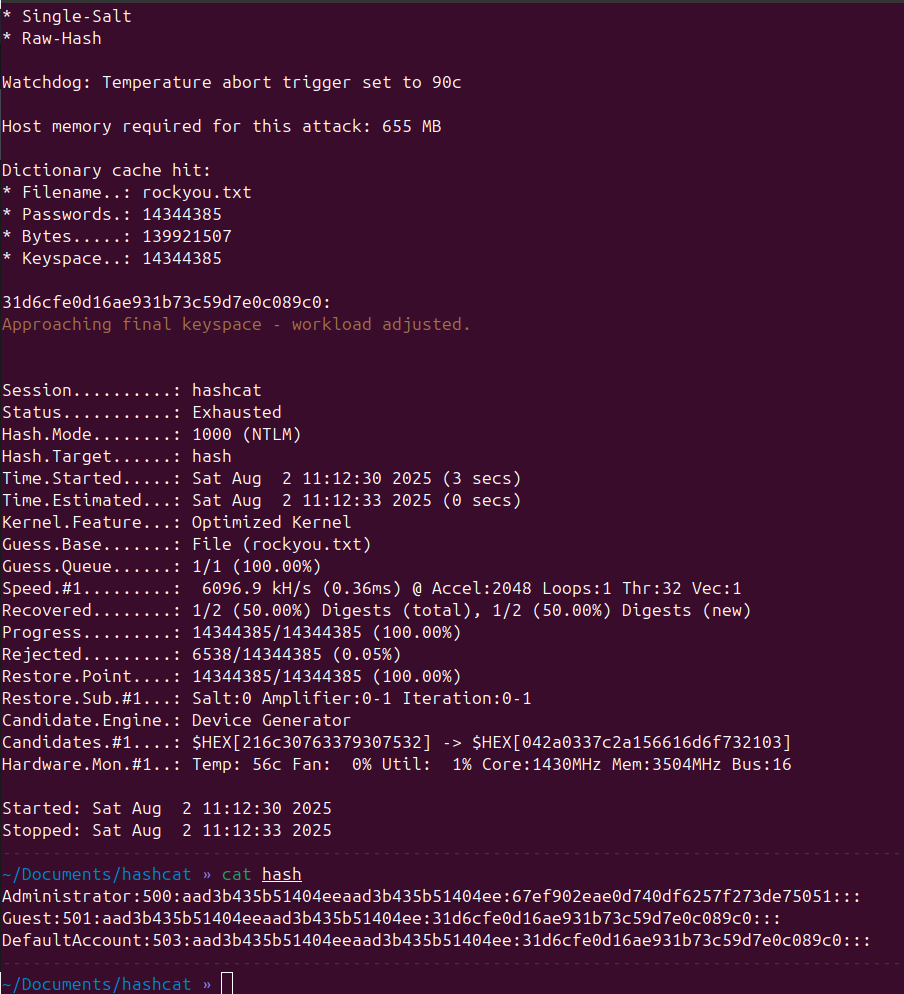 * Single-Salt
* Raw-Hash
Watchdog: Temperature abort trigger set to 90c
Host memory required for this attack: 655 MB
Dictionary cache hit:
* Filename..: rockyou.txt
* Passwords.: 14344385
* Bytes.....: 139921507
* Keyspace..: 14344385
31d6cfe0d16ae931b73c59d7e0c089c0:
Approaching final keyspace - workload adjusted.
Session..........: hashcat
Status...........: Exhausted
Hash.Mode........: 1000 (NTLM)
Hash.Target......: hash
Time.Started.....: Sat Aug  2 11:12:30 2025 (3 secs)
Time.Estimated...: Sat Aug  2 11:12:33 2025 (0 secs)
Kernel.Feature...: Optimized Kernel
Guess.Base.......: File (rockyou.txt)
Guess.Queue......: 1/1 (100.00%)
Speed.#1.........:  6096.9 kH/s (0.36ms) @ Accel:2048 Loops:1 Thr:32 Vec:1
Recovered........: 1/2 (50.00%) Digests (total), 1/2 (50.00%) Digests (new)
Progress.........: 14344385/14344385 (100.00%)
Rejected.........: 6538/14344385 (0.05%)
Restore.Point....: 14344385/14344385 (100.00%)
Restore.Sub.#1...: Salt:0 Amplifier:0-1 Iteration:0-1
Candidate.Engine.: Device Generator
Candidates.#1....: $HEX[216c30763379307532] -> $HEX[042a0337c2a156616d6f732103]
Hardware.Mon.#1..: Temp: 56c Fan:  0% Util:  1% Core:1430MHz Mem:3504MHz Bus:16
Started: Sat Aug  2 11:12:30 2025
Stopped: Sat Aug  2 11:12:33 2025
~/Documents/hashcat » cat hash
Administrator:500:aad3b435b51404eeaad3b435b51404ee:67ef902eae0d740df6257f273de75051:::
Guest:501:aad3b435b51404eeaad3b435b51404ee:31d6cfe0d16ae931b73c59d7e0c089c0:::
DefaultAccount:503:aad3b435b51404eeaad3b435b51404ee:31d6cfe0d16ae931b73c59d7e0c089c0:::
~/Documents/hashcat »